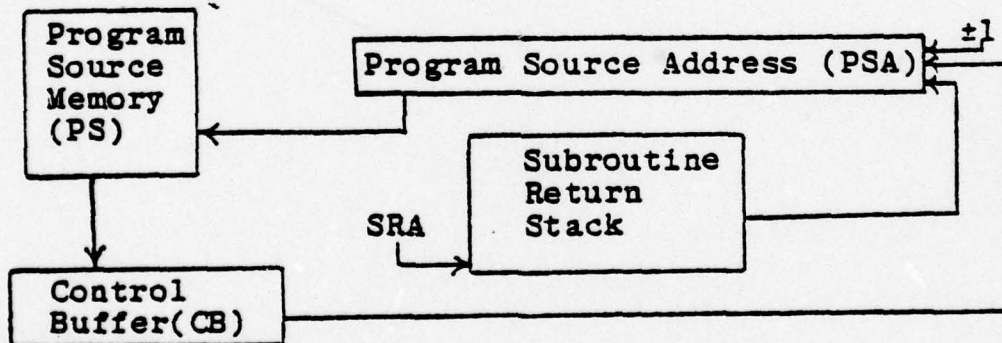 Program
Source
Memory
(PS)
±1
Program Source Address (PSA)
Subroutine
Return
Stack
SRA
Control
Buffer(CB)